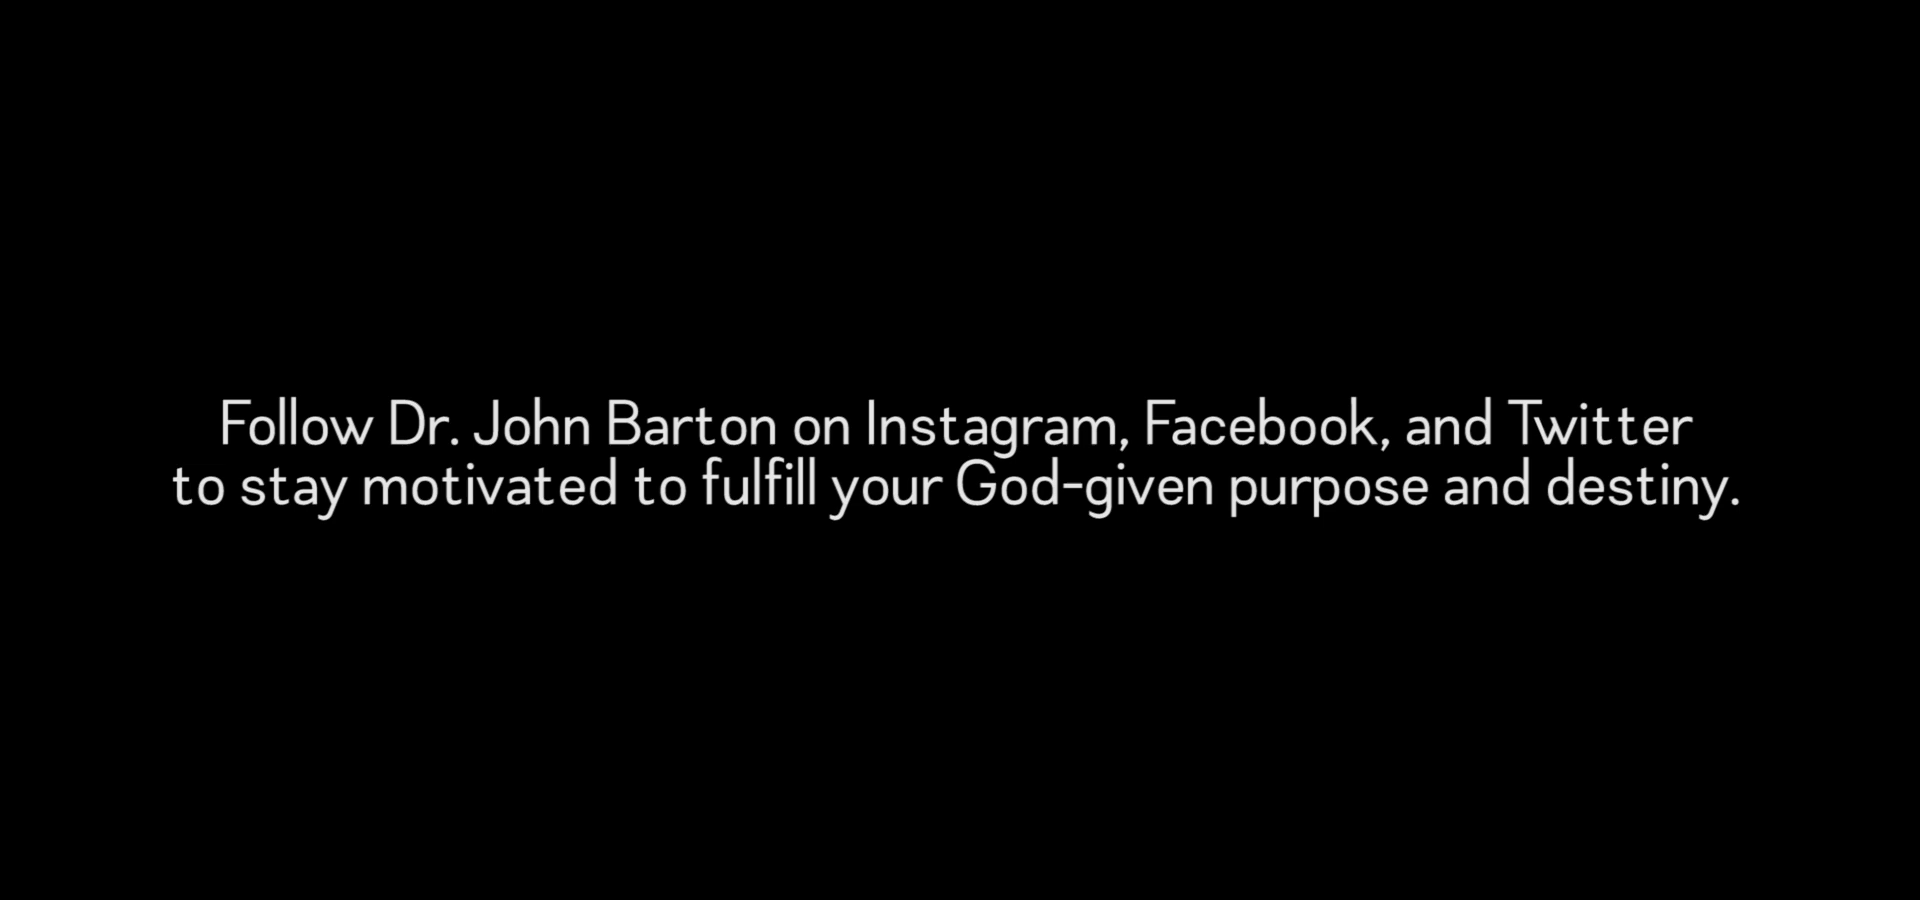 Follow Dr. John Barton on Instagram, Facebook, and Twitter
to stay motivated to fulfill your God-given purpose and destiny.